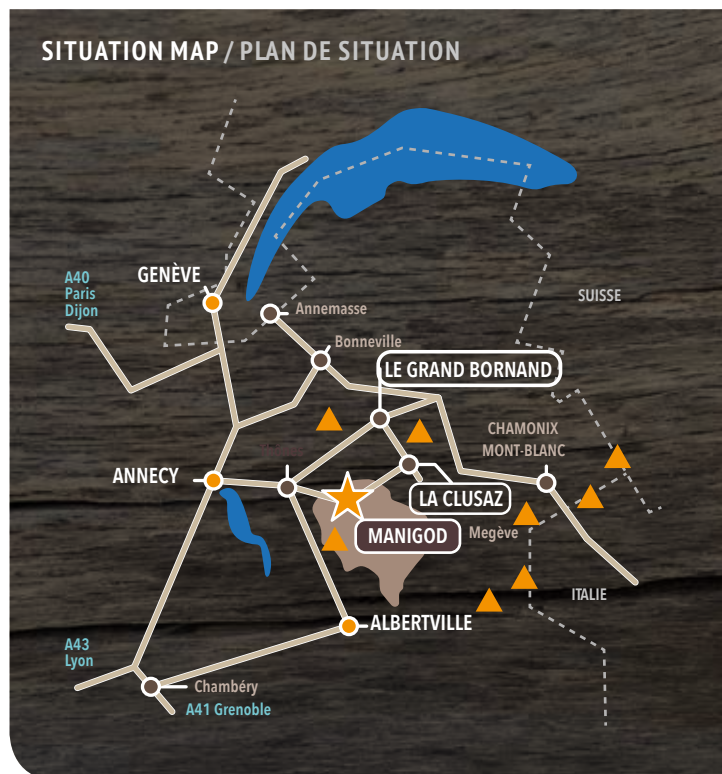 SITUATION MAP / PLAN DE SITUATION
GENÈVE
A40
Paris
Dijon
SUISSE
Annemasse
Bonneville
LE GRAND BORNAND
CHAMONIX
MONT-BLANC
ANNECY
LA CLUSAZ
MANIGOD
Megève
ITALIE
ALBERTVILLE
A43
Lyon
Chambéry
A41 Grenoble